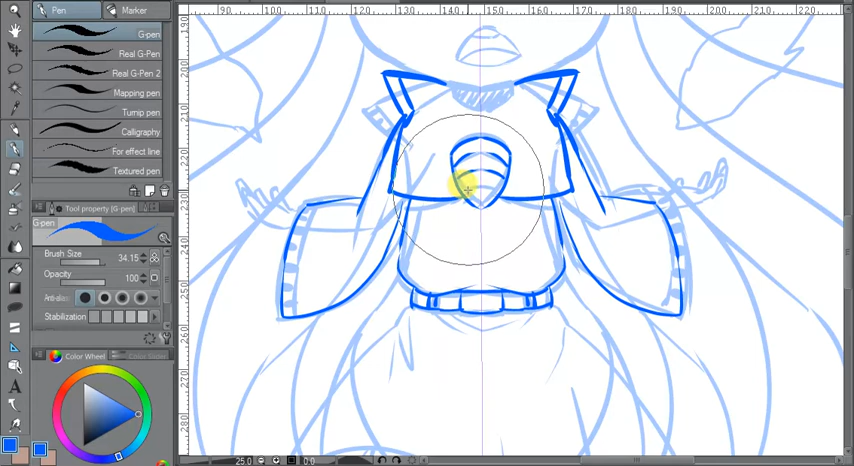 Pen
Marker
G-pen
Real G-Pen
Real G-Pen 2
Mapping pen
Turnip pen
Calligraphy
For effect line
Textured pen
Tool property (G-pen)
G-pen
Brush Size 34.15
Opacity 100
Anti-alias
Stabilization
Color Wheel
Color Slider
A
90 100 110 120 130 140 150 160 170 180 190 200 210 220
190
200
210
220
230
240
250
260
270
280
25.0
0.0